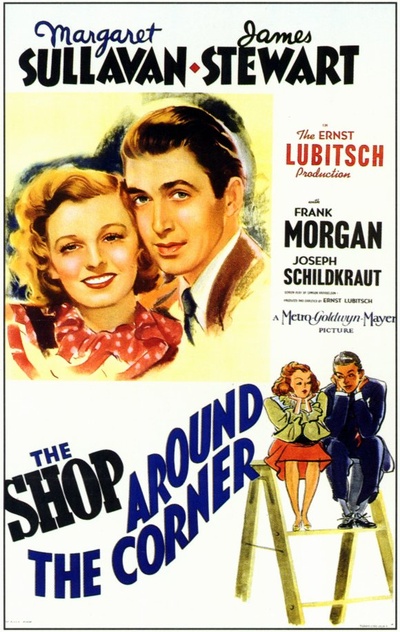 Margaret James
SULLAVAN • STEWART
IN
The ERNST
LUBITSCH
Production
with
FRANK
MORGAN
JOSEPH
SCHILDKRAUT
PRODUCED AND DIRECTED BY ERNST LUBITSCH
A Metro-Goldwyn-Mayer
PICTURE
THE
SHOP
AROUND
THE CORNER